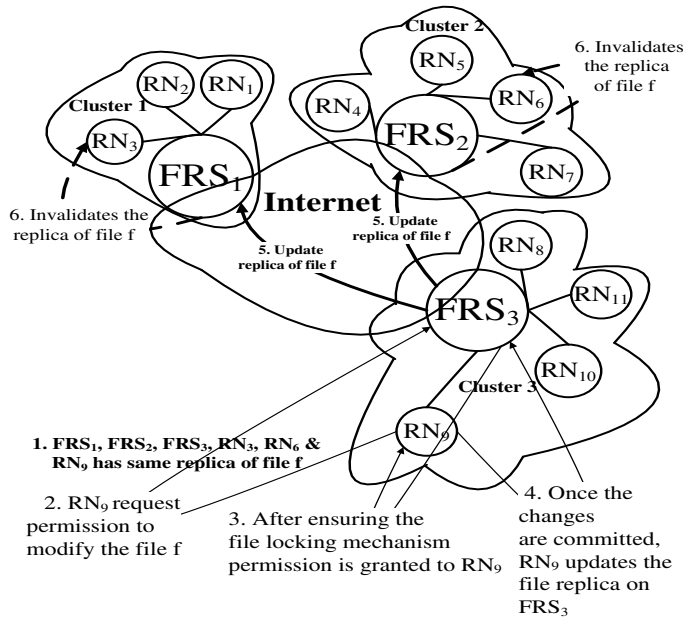 Cluster 2
RN₅
6. Invalidates
the replica
of file f
RN₂
RN₁
Cluster 1
RN₆
RN₄
RN₃
FRS₂
FRS₁
RN₇
Internet
6. Invalidates the
replica of file f
5. Update
replica of file f
5. Update
replica of file f
RN₈
RN₁₁
FRS₃
RN₁₀
Cluster 3
RN₉
1. FRS₁, FRS₂, FRS₃, RN₃, RN₆ &
RN₉ has same replica of file f
2. RN₉ request
permission to
modify the file f
3. After ensuring the
file locking mechanism
permission is granted to RN₉
4. Once the
changes
are committed,
RN₉ updates the
file replica on
FRS₃